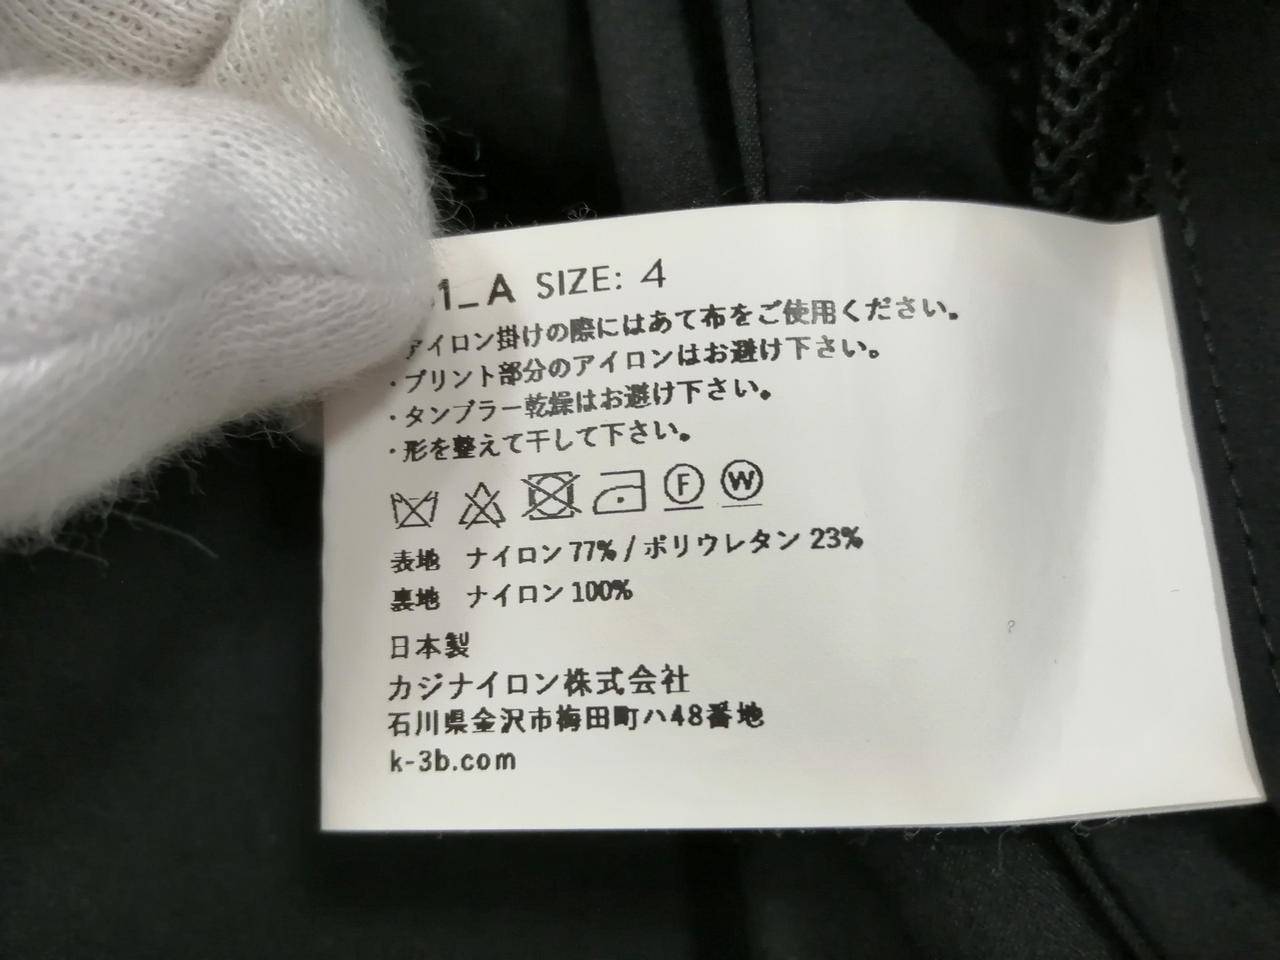 1_A SIZE: 4
・アイロン掛けの際にはあて布をご使用ください。
・プリント部分のアイロンはお避け下さい。
・タンブラー乾燥はお避け下さい。
・形を整えて干して下さい。
F W
表地 ナイロン 77% / ポリウレタン 23%
裏地 ナイロン 100%
日本製
カジナイロン株式会社
石川県金沢市梅田町ハ48番地
k-3b.com